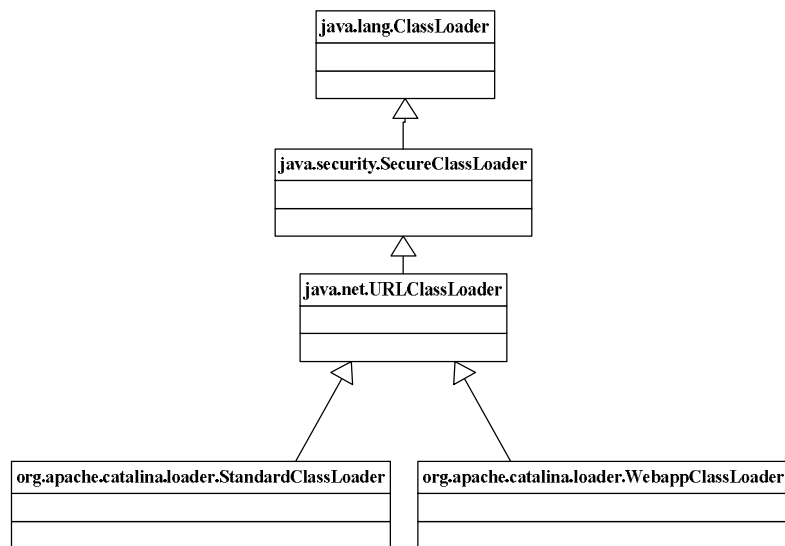 java.lang.ClassLoader
java.security.SecureClassLoader
java.net.URLClassLoader
org.apache.catalina.loader.StandardClassLoader
org.apache.catalina.loader.WebappClassLoader